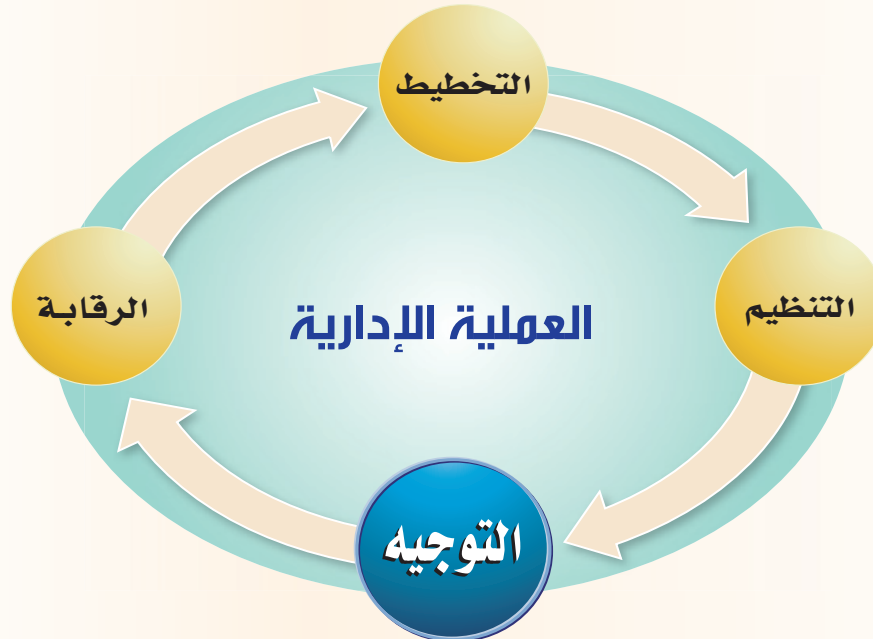 التخطيط
التنظيم
العملية الإدارية
الرقابة
التوجيه